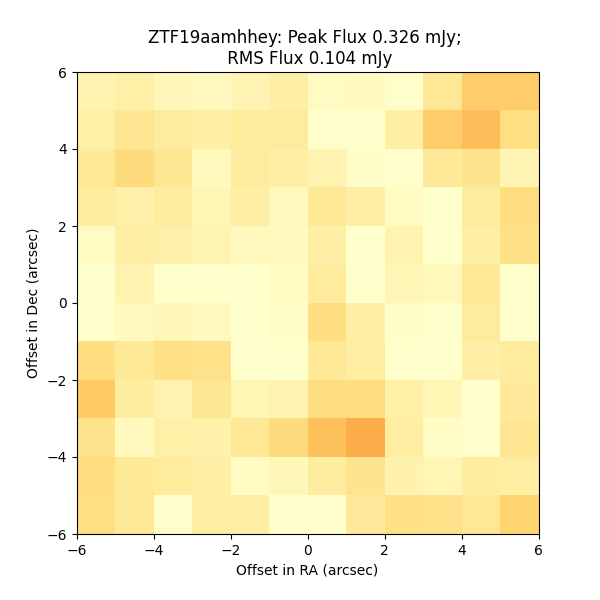 ZTF19aamhhey: Peak Flux 0.326 mJy;
RMS Flux 0.104 mJy
6
4
2
0
−2
−4
−6
Offset in Dec (arcsec)
−6 −4 −2 0 2 4 6
Offset in RA (arcsec)